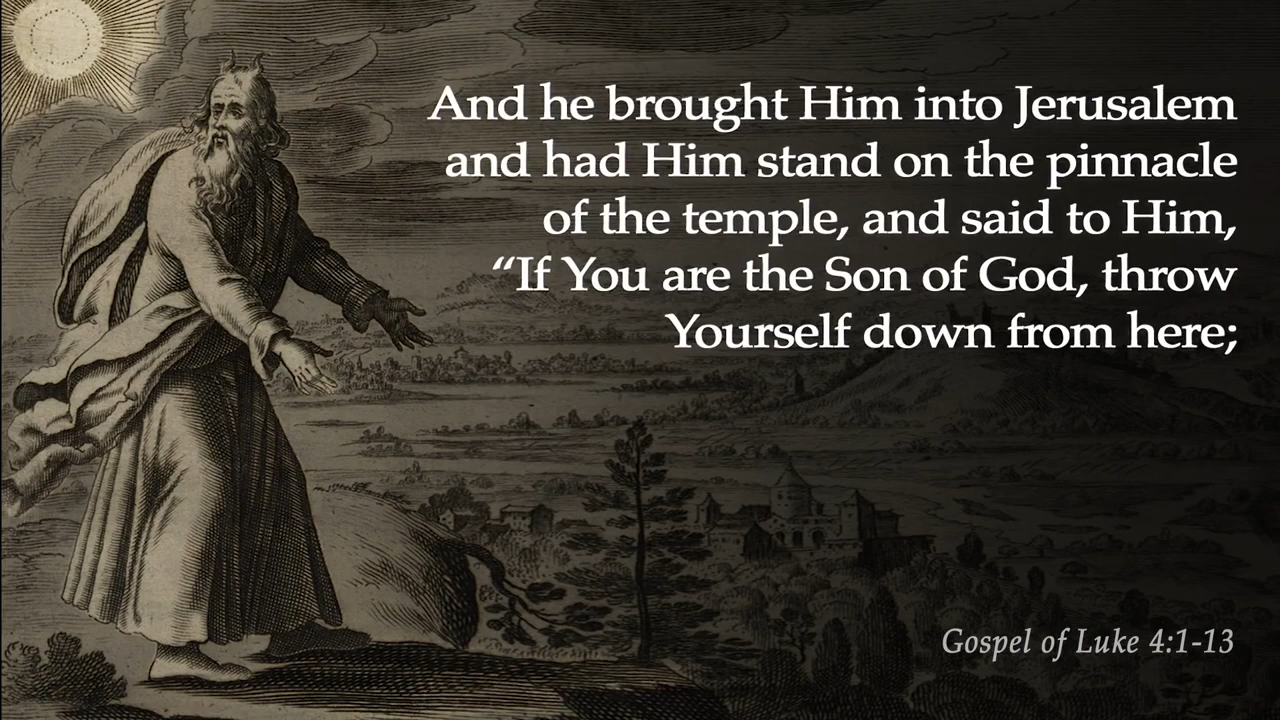 And he brought Him into Jerusalem
and had Him stand on the pinnacle
of the temple, and said to Him,
“If You are the Son of God, throw
Yourself down from here;
Gospel of Luke 4:1-13